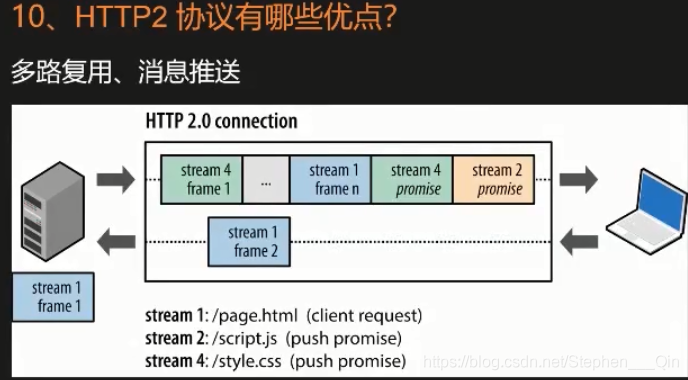 10、HTTP2 协议有哪些优点？
多路复用、消息推送
HTTP 2.0 connection
stream 4
frame 1
...
stream 1
frame n
stream 4
promise
stream 2
promise
stream 1
frame 2
stream 1
frame 1
stream 1: /page.html (client request)
stream 2: /script.js (push promise)
stream 4: /style.css (push promise)
https://blog.csdn.net/Stephen___Qin